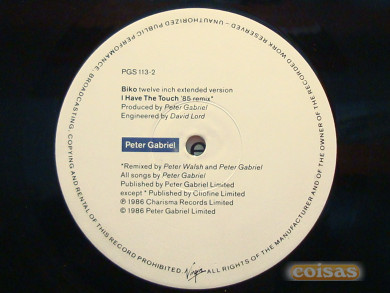 PGS 113-2
Biko twelve inch extended version
I Have The Touch '85 remix*
Produced by Peter Gabriel
Engineered by David Lord
Peter Gabriel
*Remixed by Peter Walsh and Peter Gabriel
All songs by Peter Gabriel
Published by Peter Gabriel Limited
except * Published by Cliofine Limited
℗ 1986 Charisma Records Limited
© 1986 Peter Gabriel Limited
Virgin
ALL RIGHTS OF THE MANUFACTURER AND OF THE OWNER OF THE RECORDED WORK RESERVED – UNAUTHORIZED PUBLIC PERFOMANCE, BROADCASTING, COPYING AND RENTAL OF THIS RECORD PROHIBITED.
coisas